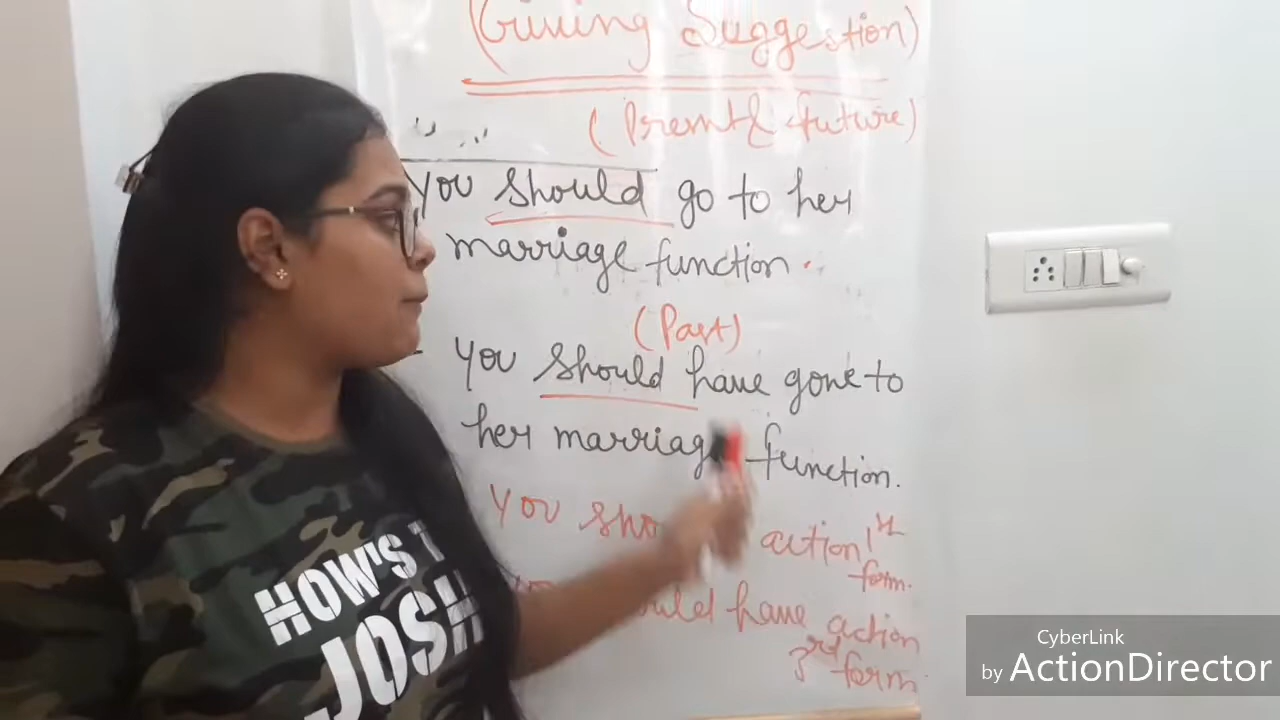 (Giving Suggestion)
(Present & future)
You should go to her
marriage function.
(Past)
- You should have gone to
her marriage function.
You sho action 1st
form.
should have action
3rd form.
HOW'S T
JOSH
CyberLink
by ActionDirector